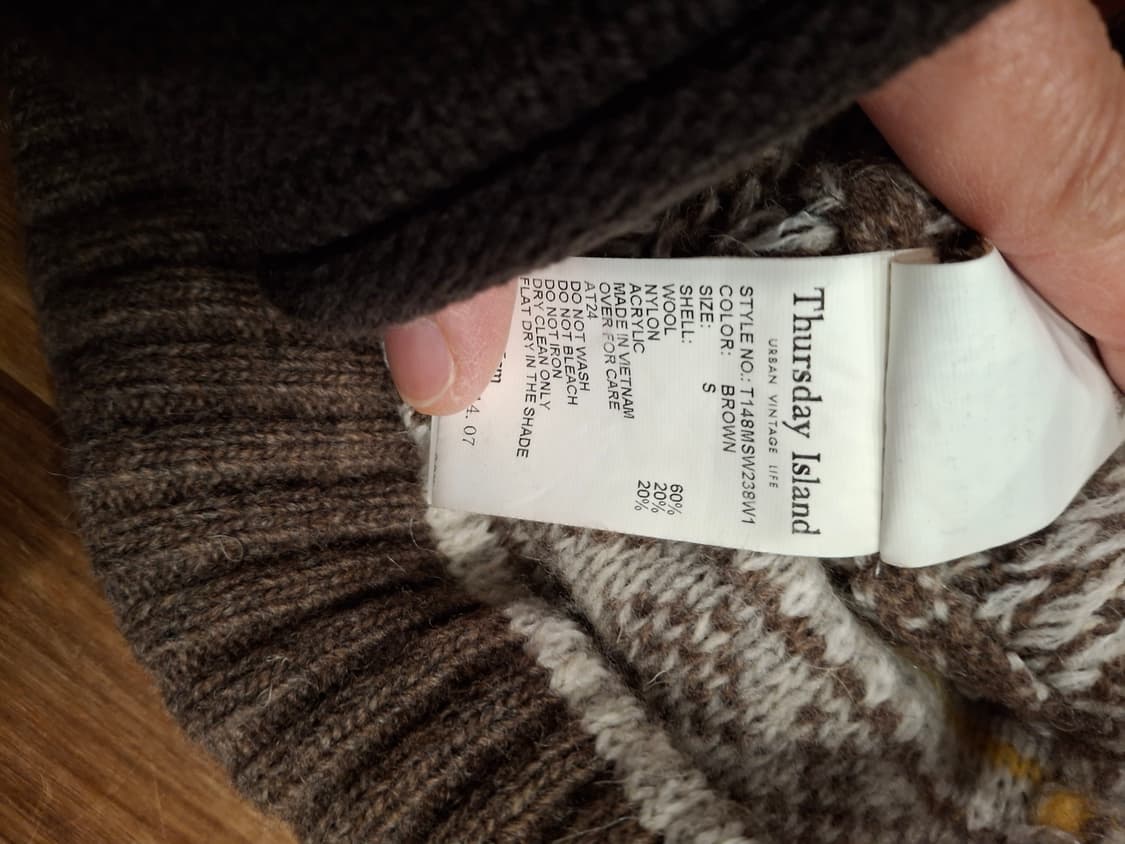 Thursday Island
URBAN VINTAGE LIFE
STYLE NO.: T148MSW238W1
COLOR: BROWN
SIZE: S
SHELL:
WOOL 60%
NYLON 20%
ACRYLIC 20%
MADE IN VIETNAM
OVER FOR CARE
AT24
DO NOT WASH
DO NOT BLEACH
DO NOT IRON
DRY CLEAN ONLY
FLAT DRY IN THE SHADE
4. 07